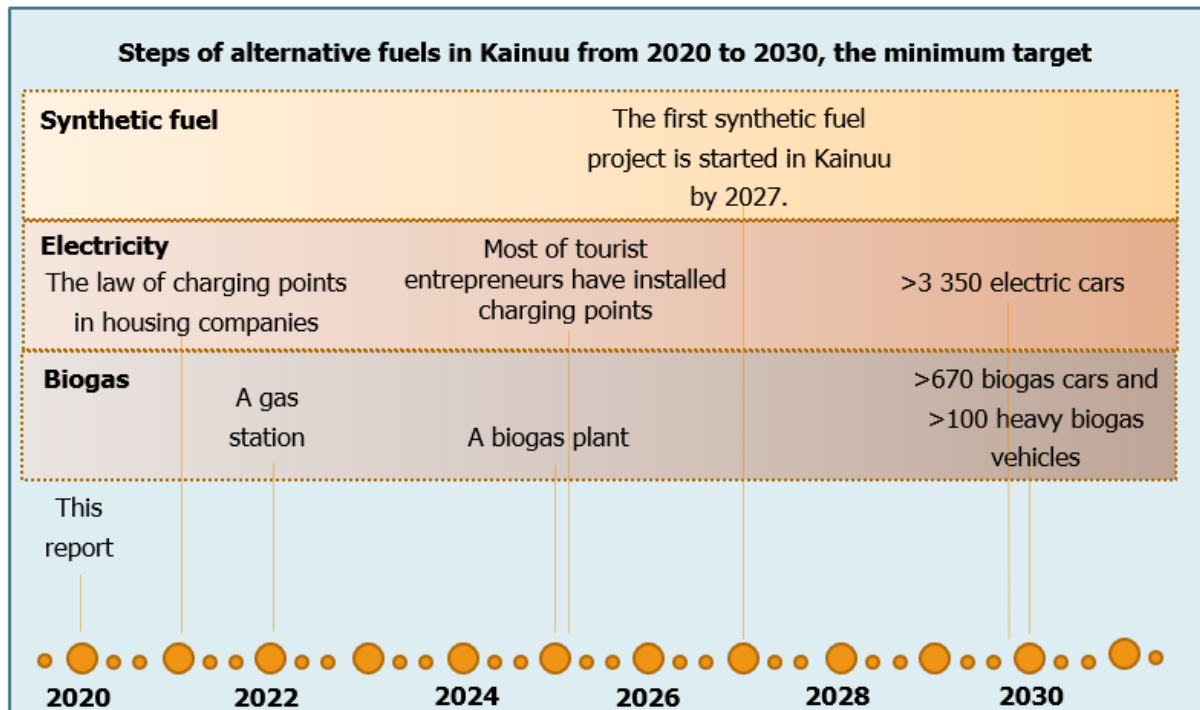 Steps of alternative fuels in Kainuu from 2020 to 2030, the minimum target
Synthetic fuel
The first synthetic fuel
project is started in Kainuu
by 2027.
Electricity
The law of charging points
in housing companies
Most of tourist
entrepreneurs have installed
charging points
>3 350 electric cars
Biogas
A gas
station
A biogas plant
>670 biogas cars and
>100 heavy biogas
vehicles
This
report
2020
2022
2024
2026
2028
2030